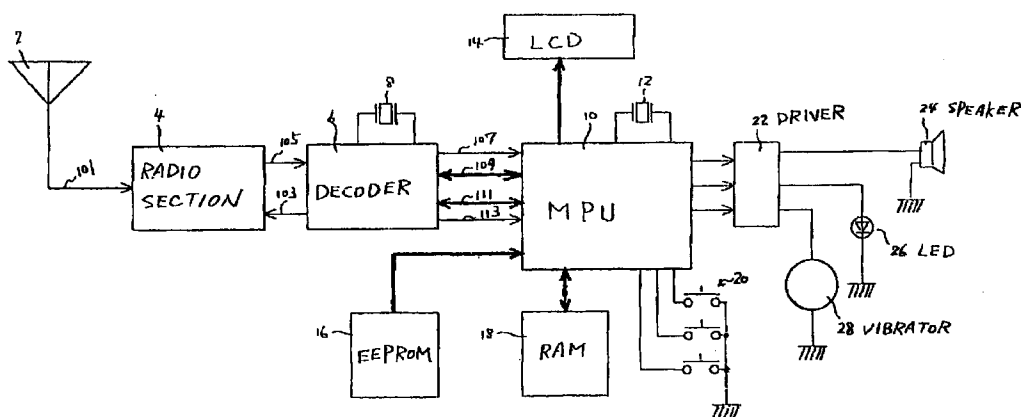 2
14 LCD
8
12
4
RADIO
SECTION
101
105
103
6
DECODER
107
109
111
113
10
MPU
22 DRIVER
24 SPEAKER
26 LED
28 VIBRATOR
20
16
EEPROM
18
RAM